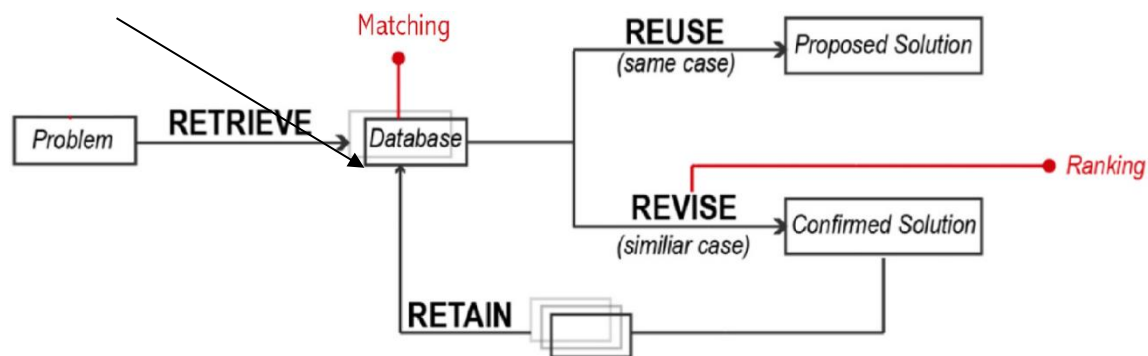 Matching
REUSE
(same case)
Proposed Solution
Problem
RETRIEVE
Database
Ranking
REVISE
(similiar case)
Confirmed Solution
RETAIN